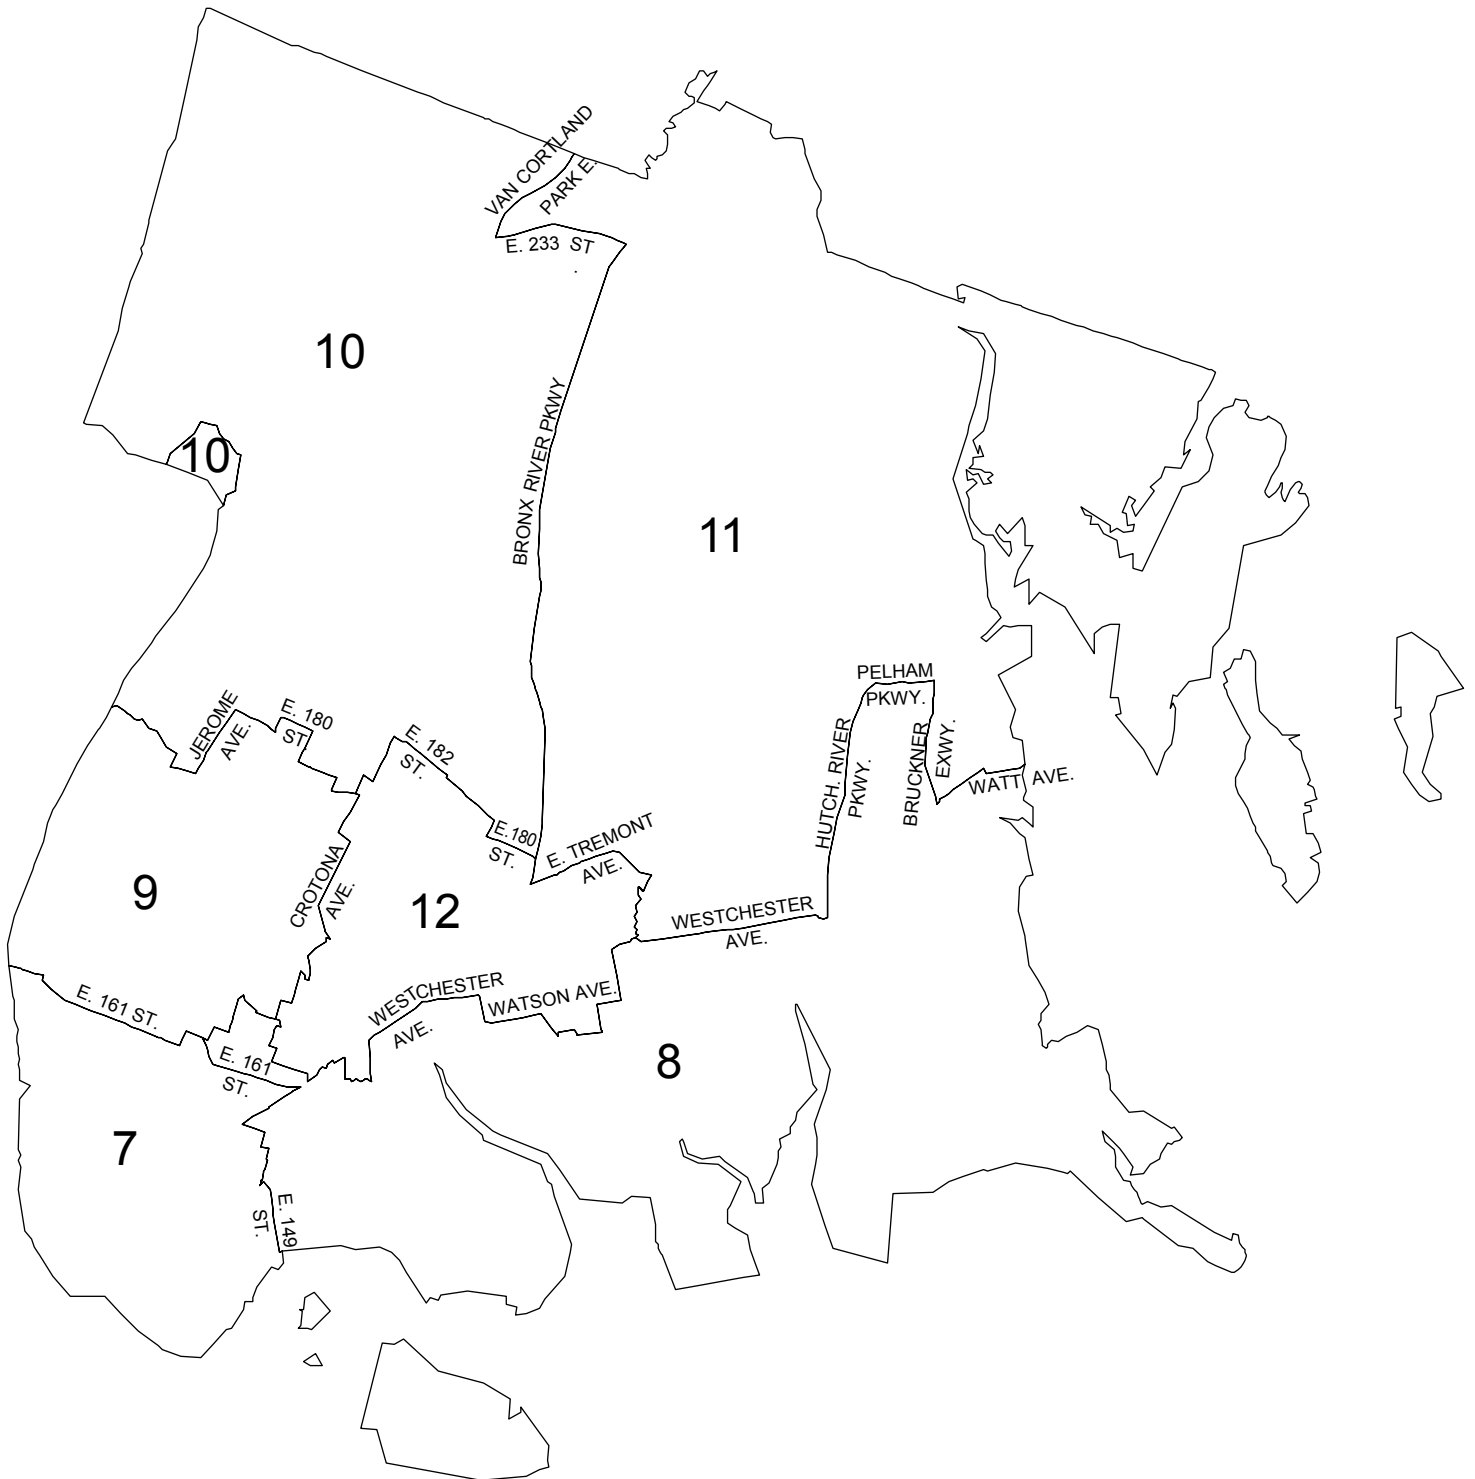 VAN CORTLAND
PARK E.
E. 233 ST
.
10
10
BRONX RIVER PKWY
11
PELHAM
PKWY.
HUTCH. RIVER
PKWY.
BRUCKNER
EXWY.
WATT AVE.
JEROME
AVE.
E. 180
ST
E. 182
ST.
E.180
ST.
E. TREMONT
AVE.
CROTONA
AVE.
9
12
WESTCHESTER
AVE.
WESTCHESTER
AVE.
WATSON AVE.
E. 161 ST.
E. 161
ST.
8
7
E. 149
ST.